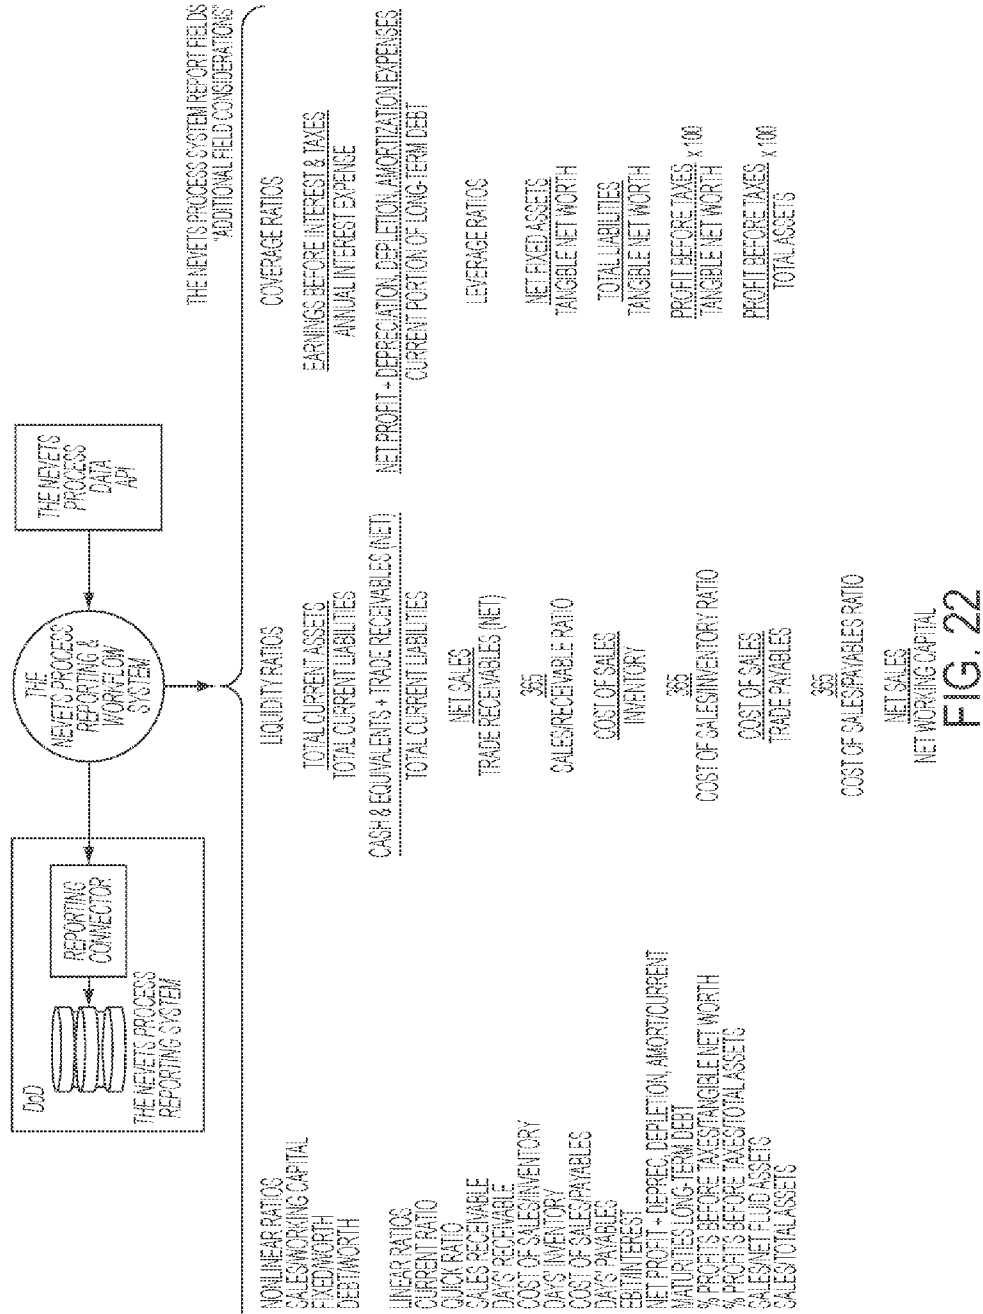 DoD
REPORTING
CONNECTOR
THE NEVETS PROCESS
REPORTING SYSTEM
THE
NEVETS PROCESS
REPORTING &
WORKFLOW
SYSTEM
THE NEVETS
PROCESS
DATA
API
THE NEVETS PROCESS SYSTEM REPORT FIELDS
"ADDITIONAL FIELD CONSIDERATIONS"
NONLINEAR RATIOS
SALES/WORKING CAPITAL
FIXED/WORTH
DEBT/WORTH
LINEAR RATIOS
CURRENT RATIO
QUICK RATIO
SALES RECEIVABLE
DAYS' RECEIVABLE
COST OF SALES/INVENTORY
DAYS' INVENTORY
COST OF SALES/PAYABLES
DAYS' PAYABLES
EBIT/INTEREST
NET PROFIT + DEPREC, DEPLETION, AMORT/CURRENT
MATURITIES LONG-TERM DEBT
% PROFITS BEFORE TAXES/TANGIBLE NET WORTH
% PROFITS BEFORE TAXES/TOTAL ASSETS
SALES/NET FLUID ASSETS
SALES/TOTAL ASSETS
LIQUIDITY RATIOS
TOTAL CURRENT ASSETS
TOTAL CURRENT LIABILITIES
CASH & EQUIVALENTS + TRADE RECEIVABLES (NET)
TOTAL CURRENT LIABILITIES
NET SALES
TRADE RECEIVABLES (NET)
365
SALES/RECEIVABLE RATIO
COST OF SALES
INVENTORY
365
COST OF SALES/INVENTORY RATIO
COST OF SALES
TRADE PAYABLES
365
COST OF SALES/PAYABLES RATIO
NET SALES
NET WORKING CAPITAL
COVERAGE RATIOS
EARNINGS BEFORE INTEREST & TAXES
ANNUAL INTEREST EXPENSE
NET PROFIT + DEPRECIATION, DEPLETION, AMORTIZATION EXPENSES
CURRENT PORTION OF LONG-TERM DEBT
LEVERAGE RATIOS
NET FIXED ASSETS
TANGIBLE NET WORTH
TOTAL LIABILITIES
TANGIBLE NET WORTH
PROFIT BEFORE TAXES x 100
TANGIBLE NET WORTH
PROFIT BEFORE TAXES x 100
TOTAL ASSETS
FIG. 22